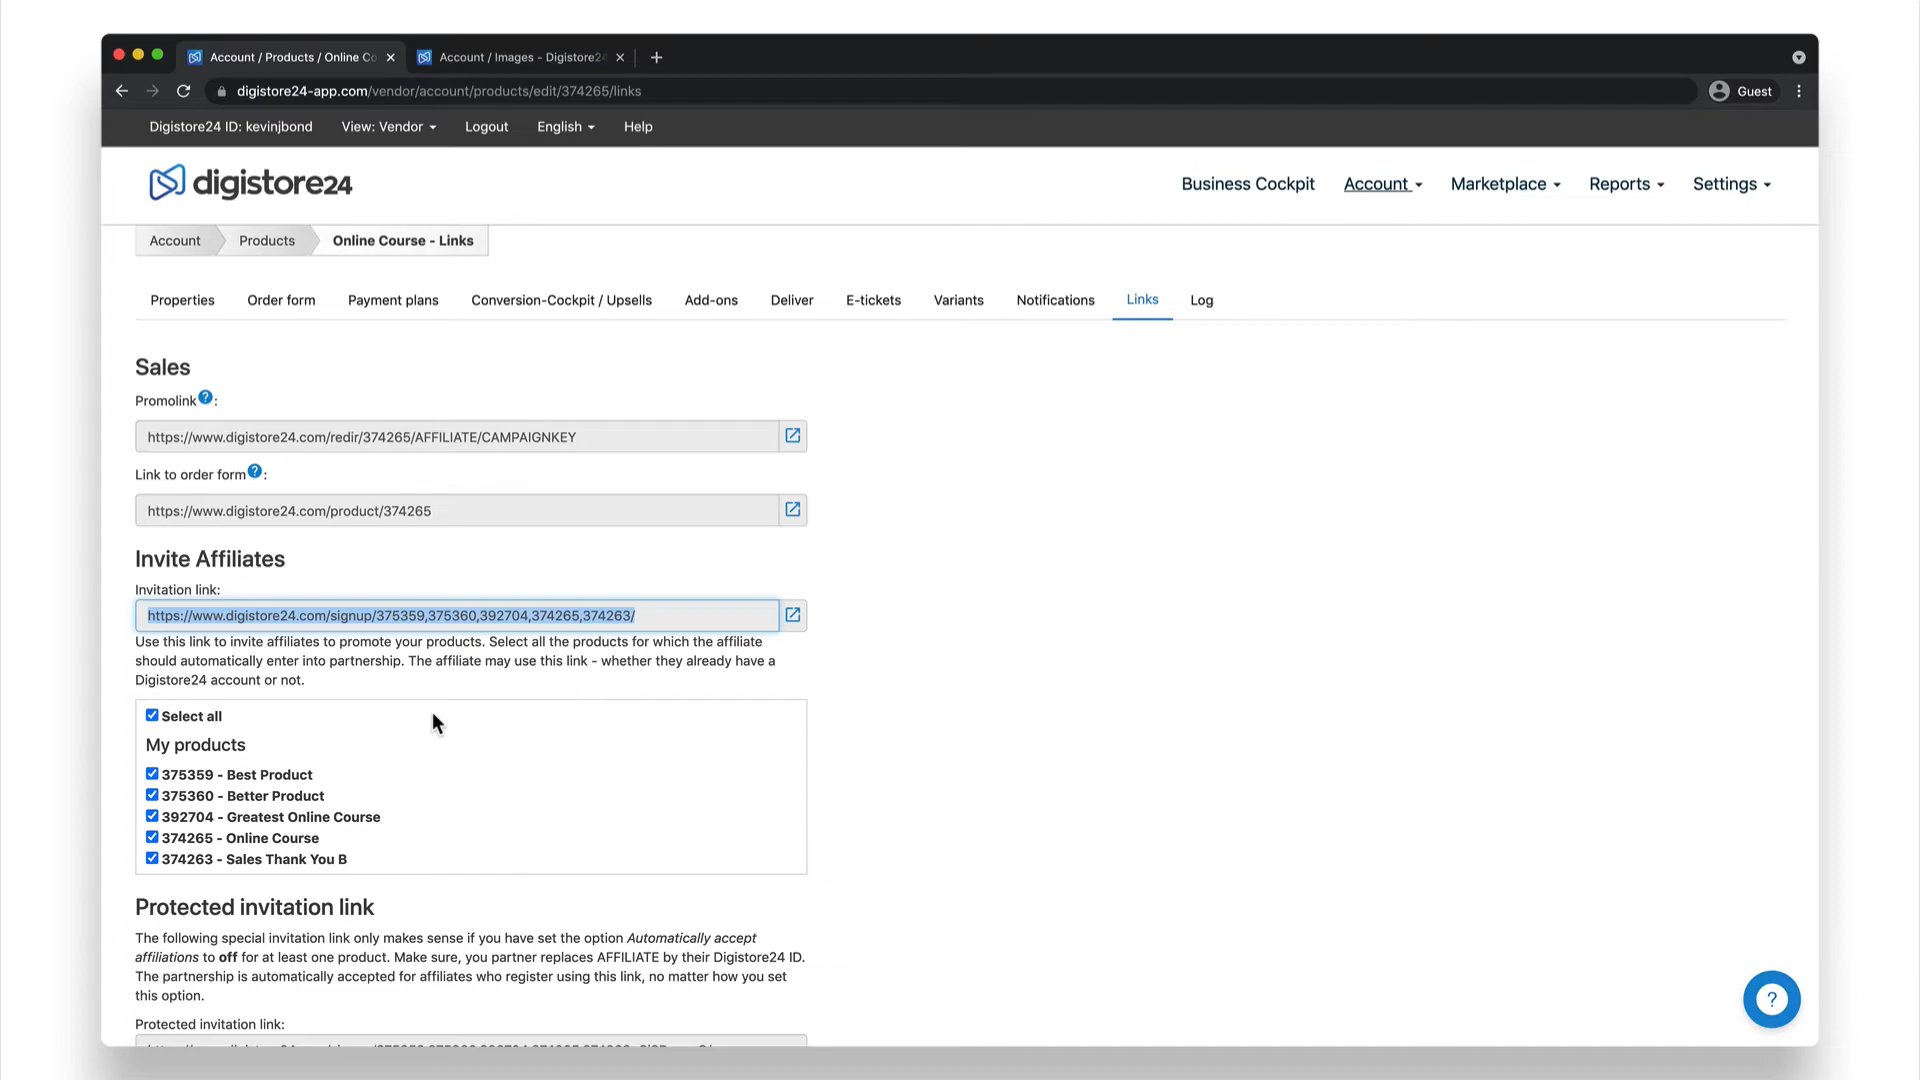 Account / Products / Online Co
Account / Images - Digistore24
digistore24-app.com/vendor/account/products/edit/374265/links
Guest
Digistore24 ID: kevinjbond
View: Vendor
Logout
English
Help
digistore24
Business Cockpit
Account
Marketplace
Reports
Settings
Account
Products
Online Course - Links
Properties
Order form
Payment plans
Conversion-Cockpit / Upsells
Add-ons
Deliver
E-tickets
Variants
Notifications
Links
Log
Sales
Promolink ? :
https://www.digistore24.com/redir/374265/AFFILIATE/CAMPAIGNKEY
Link to order form ? :
https://www.digistore24.com/product/374265
Invite Affiliates
Invitation link:
https://www.digistore24.com/signup/375359,375360,392704,374265,374263/
Use this link to invite affiliates to promote your products. Select all the products for which the affiliate
should automatically enter into partnership. The affiliate may use this link - whether they already have a
Digistore24 account or not.
Select all
My products
375359 - Best Product
375360 - Better Product
392704 - Greatest Online Course
374265 - Online Course
374263 - Sales Thank You B
Protected invitation link
The following special invitation link only makes sense if you have set the option Automatically accept
affiliations to off for at least one product. Make sure, you partner replaces AFFILIATE by their Digistore24 ID.
The partnership is automatically accepted for affiliates who register using this link, no matter how you set
this option.
Protected invitation link:
?